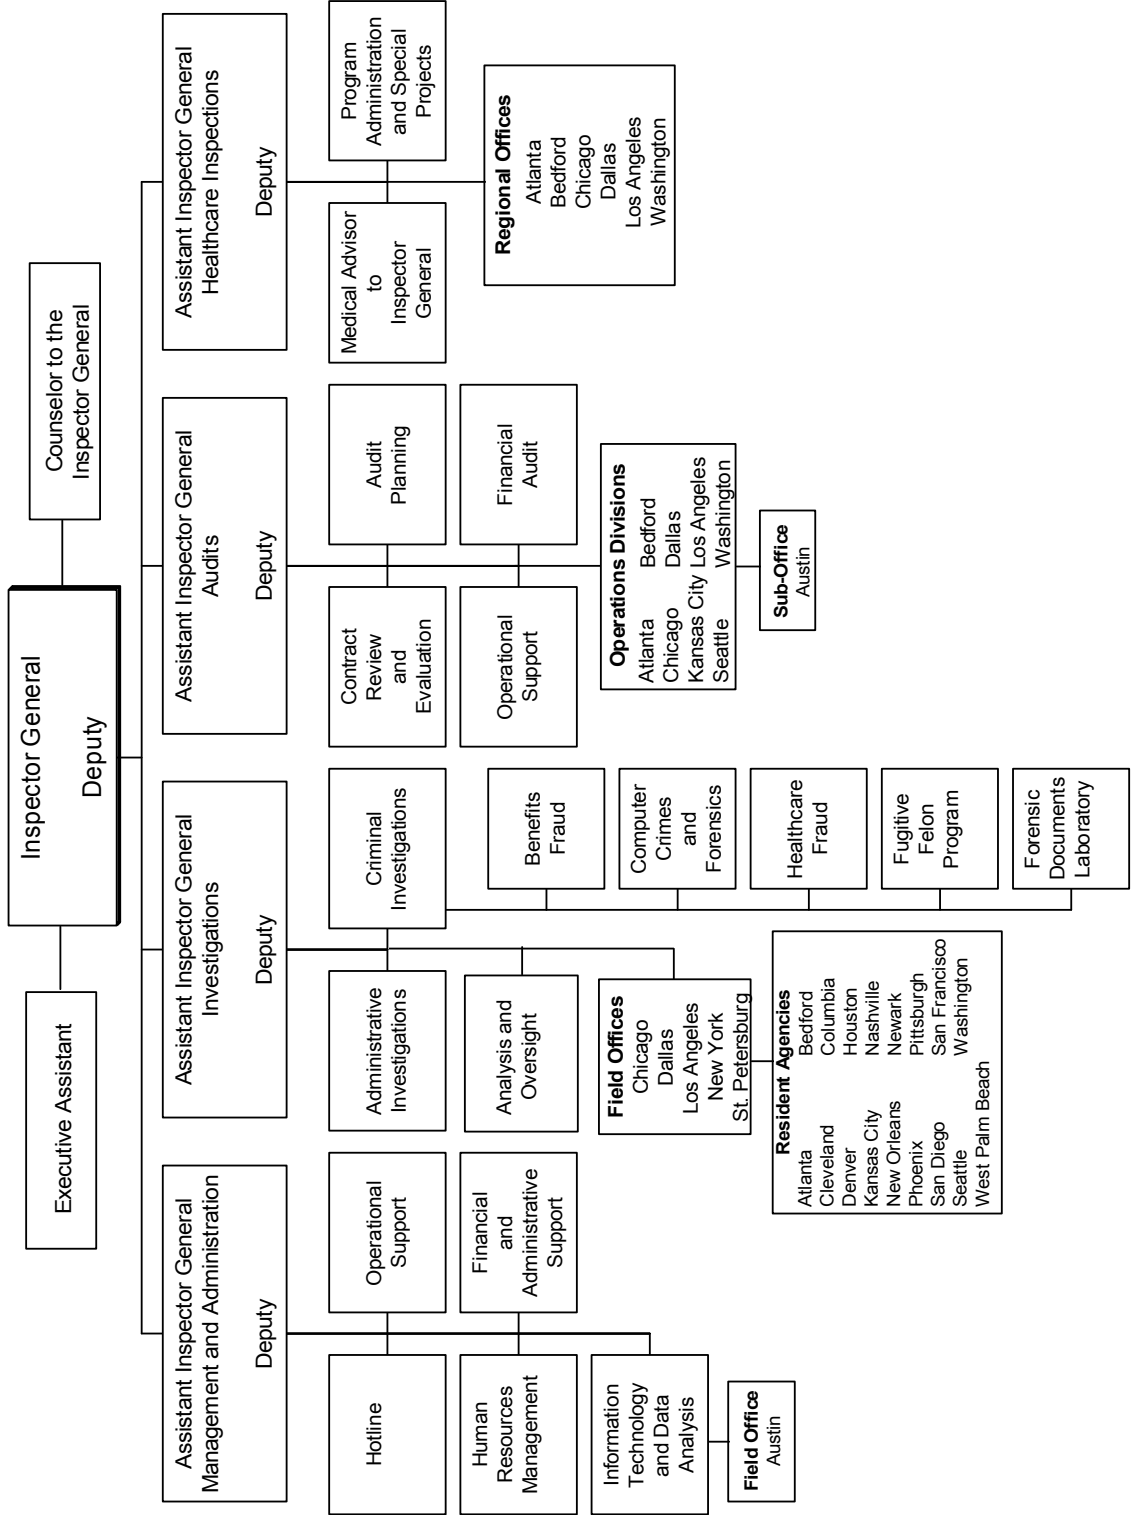 Inspector General
Deputy
Executive Assistant
Counselor to the
Inspector General
Assistant Inspector General
Management and Administration
Deputy
Hotline
Operational
Support
Human
Resources
Management
Financial
and
Administrative
Support
Information
Technology
and Data
Analysis
Field Office
Austin
Assistant Inspector General
Investigations
Deputy
Administrative
Investigations
Criminal
Investigations
Analysis and
Oversight
Benefits
Fraud
Computer
Crimes
and
Forensics
Healthcare
Fraud
Fugitive
Felon
Program
Forensic
Documents
Laboratory
Field Offices
Chicago
Dallas
Los Angeles
New York
St. Petersburg
Resident Agencies
Atlanta Bedford
Cleveland Columbia
Denver Houston
Kansas City Nashville
New Orleans Newark
Phoenix Pittsburgh
San Diego San Francisco
Seattle Washington
West Palm Beach
Assistant Inspector General
Audits
Deputy
Contract
Review
and
Evaluation
Audit
Planning
Operational
Support
Financial
Audit
Operations Divisions
Atlanta Bedford
Chicago Dallas
Kansas City Los Angeles
Seattle Washington
Sub-Office
Austin
Assistant Inspector General
Healthcare Inspections
Deputy
Medical Advisor
to
Inspector
General
Program
Administration
and Special
Projects
Regional Offices
Atlanta
Bedford
Chicago
Dallas
Los Angeles
Washington